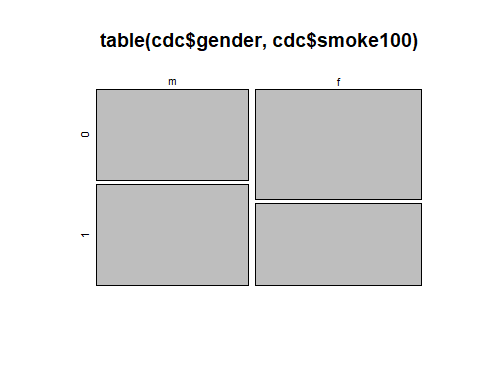 table(cdc$gender, cdc$smoke100)
m f
0
1